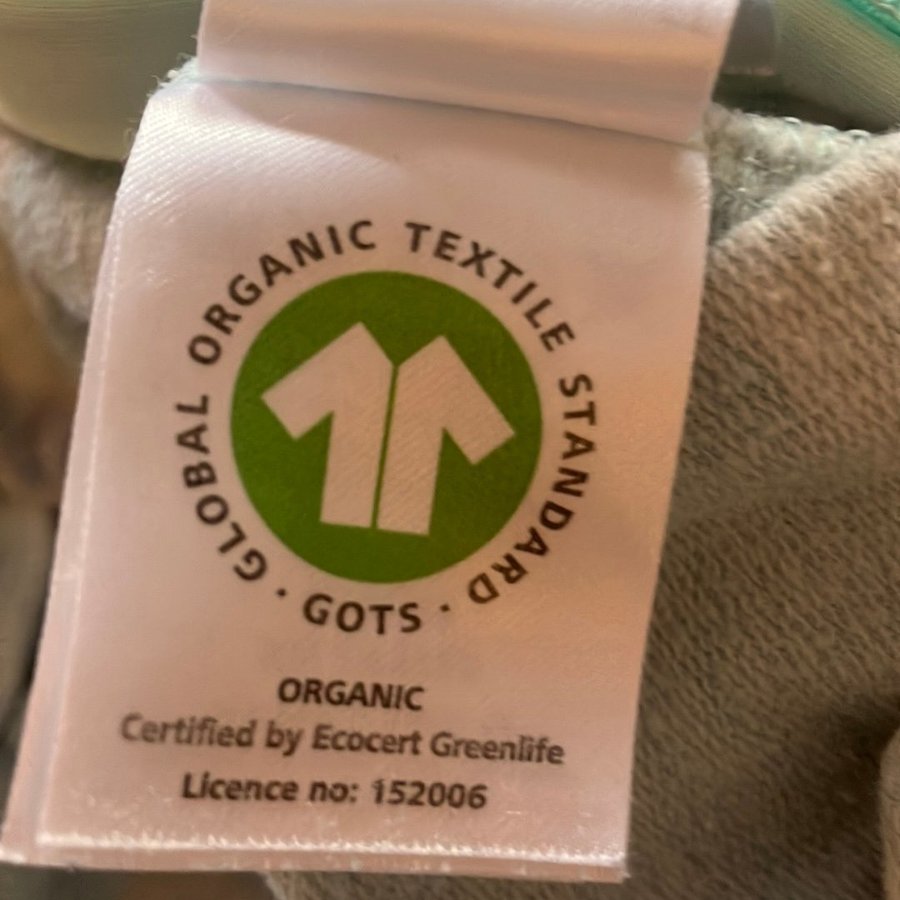 GLOBAL ORGANIC TEXTILE STANDARD · GOTS ·
ORGANIC
Certified by Ecocert Greenlife
Licence no: 152006